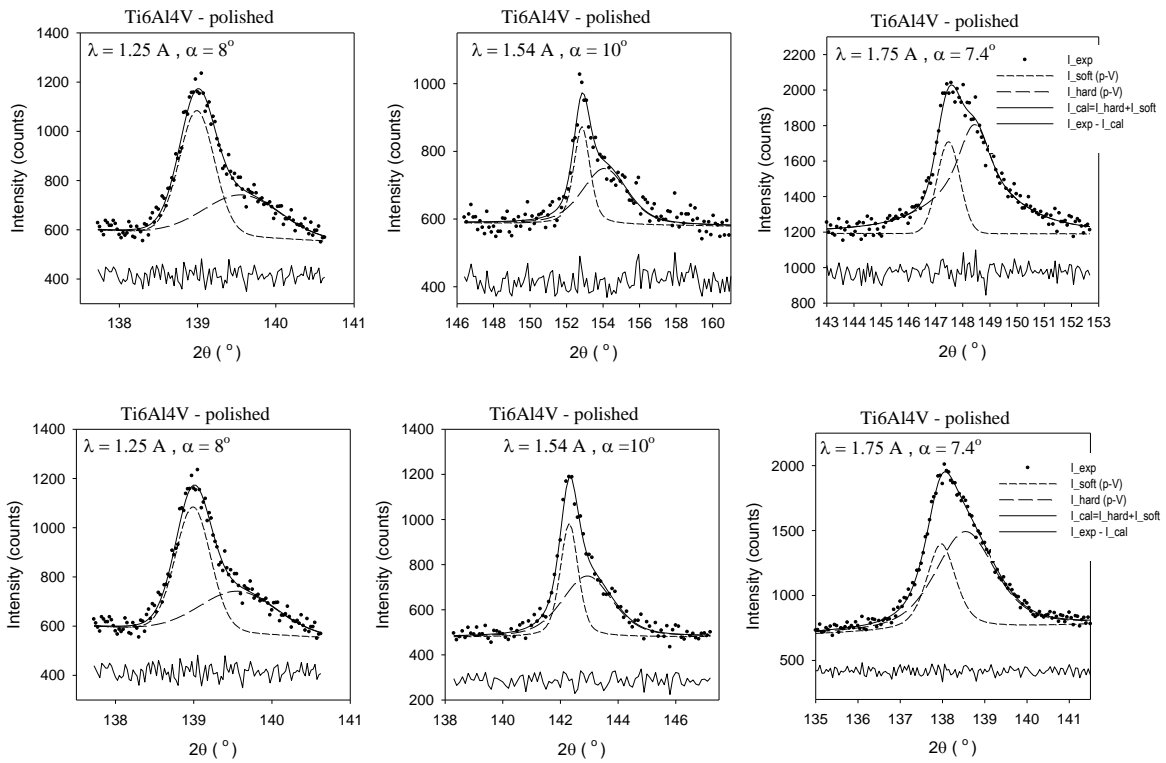 Ti6Al4V - polished
λ = 1.25 A , α = 8°
Intensity (counts)
1400
1200
1000
800
600
400
138
139
140
141
2θ ( ° )
Ti6Al4V - polished
λ = 1.54 A , α = 10°
Intensity (counts)
1000
800
600
400
146 148 150 152 154 156 158 160
2θ ( ° )
Ti6Al4V - polished
λ = 1.75 A , α = 7.4°
I_exp
I_soft (p-V)
I_hard (p-V)
I_cal=I_hard+I_soft
I_exp - I_cal
Intensity (counts)
2200
2000
1800
1600
1400
1200
1000
800
143 144 145 146 147 148 149 150 151 152 153
2θ ( ° )
Ti6Al4V - polished
λ = 1.25 A , α = 8°
Intensity (counts)
1400
1200
1000
800
600
400
138
139
140
141
2θ ( ° )
Ti6Al4V - polished
λ = 1.54 A , α =10°
Intensity (counts)
1400
1200
1000
800
600
400
200
140
142
144
146
2θ ( ° )
Ti6Al4V - polished
λ = 1.75 A , α = 7.4°
I_exp
I_soft (p-V)
I_hard (p-V)
I_cal=I_hard+I_soft
I_exp - I_cal
Intensity (counts)
2000
1500
1000
500
135 136 137 138 139 140 141
2θ ( ° )